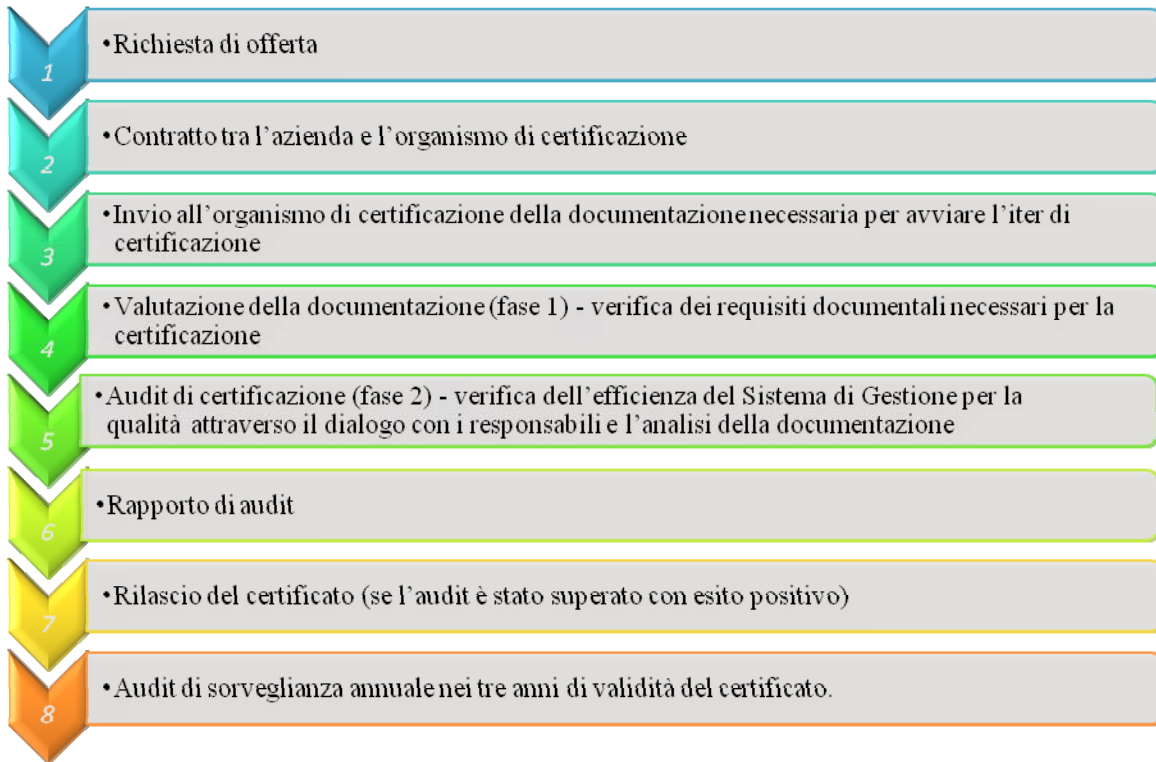 1
•Richiesta di offerta
2
•Contratto tra l'azienda e l'organismo di certificazione
3
•Invio all'organismo di certificazione della documentazione necessaria per avviare l'iter di
certificazione
4
•Valutazione della documentazione (fase 1) - verifica dei requisiti documentali necessari per la
certificazione
5
•Audit di certificazione (fase 2) - verifica dell'efficienza del Sistema di Gestione per la
qualità attraverso il dialogo con i responsabili e l'analisi della documentazione
6
•Rapporto di audit
7
•Rilascio del certificato (se l'audit è stato superato con esito positivo)
8
•Audit di sorveglianza annuale nei tre anni di validità del certificato.